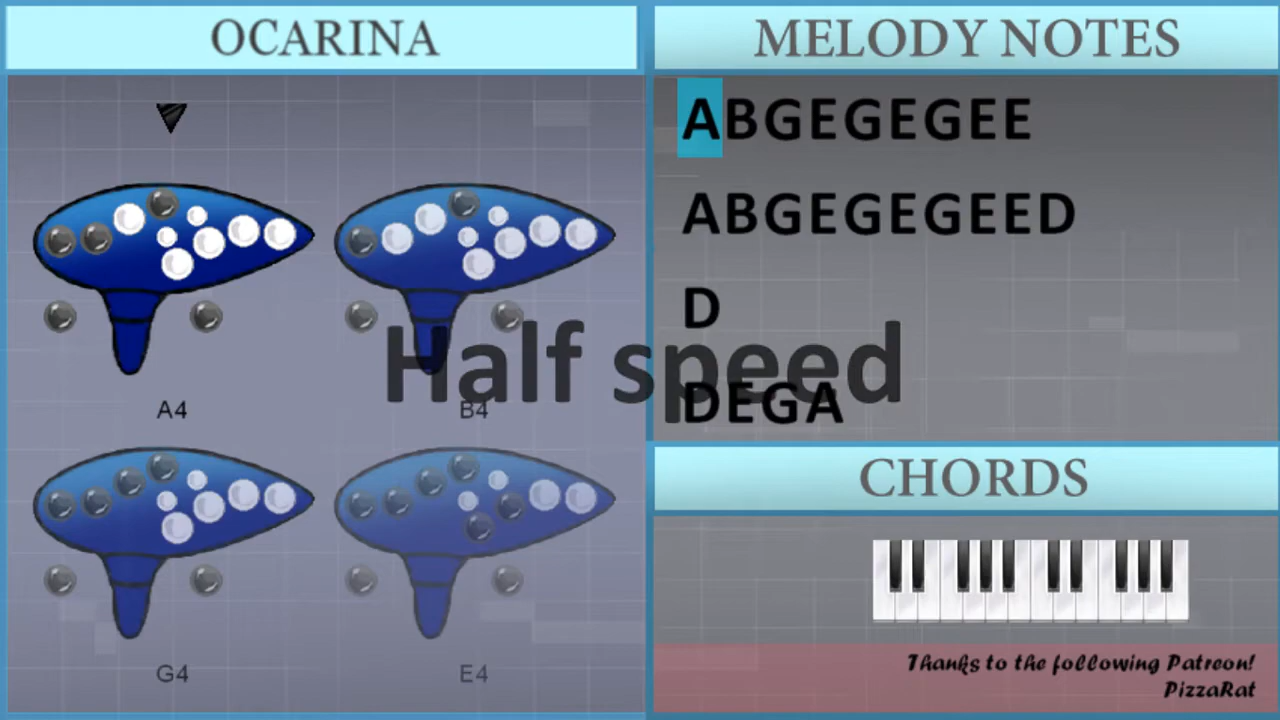 OCARINA
A4
B4
G4
E4
Half speed
MELODY NOTES
ABGEGEGEE
ABGEGEGEED
D
DEGA
CHORDS
Thanks to the following Patreon!
PizzaRat